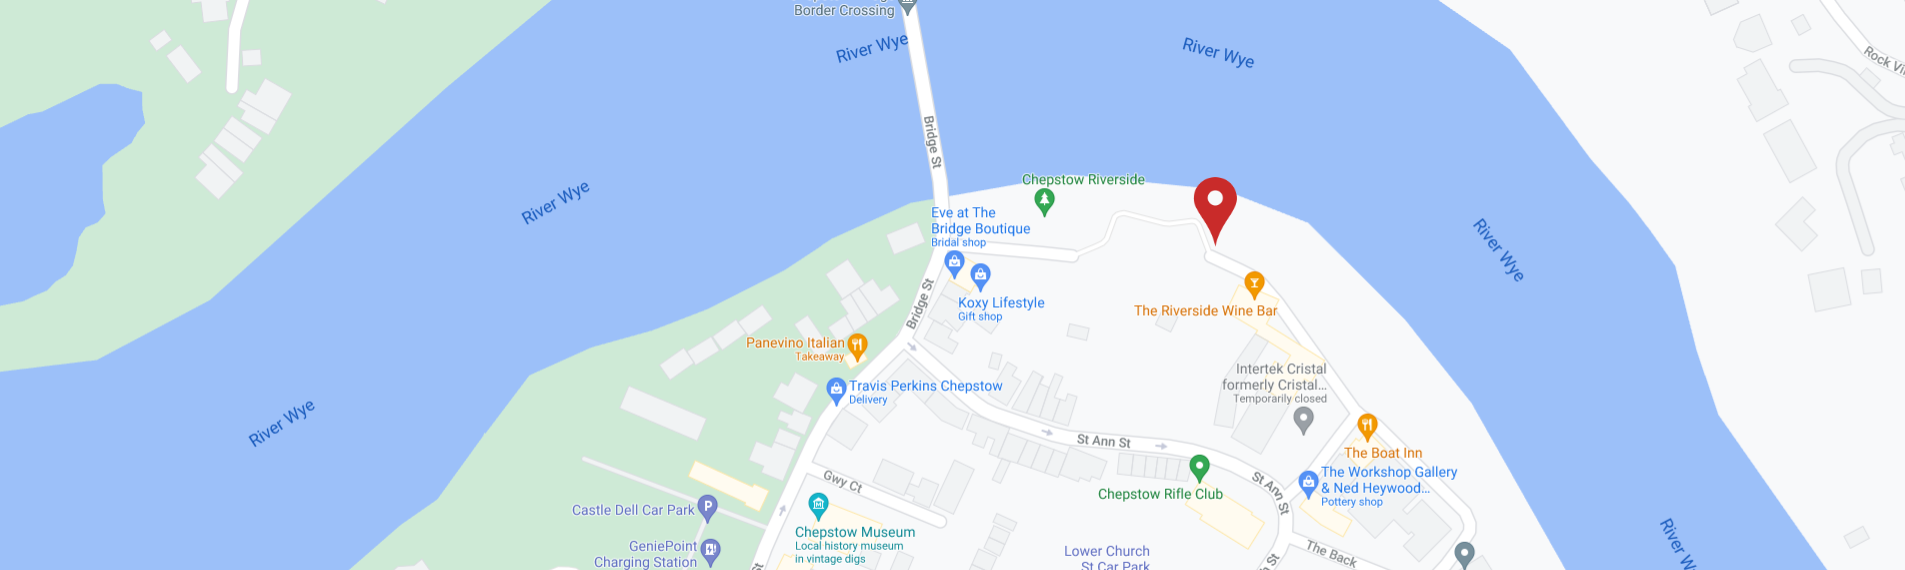 Border Crossing
River Wye
River Wye
Rock
Bridge St
Chepstow Riverside
River Wye
Eve at The
Bridge Boutique
Bridal shop
River Wye
Koxy Lifestyle
Gift shop
Bridge St
The Riverside Wine Bar
Panevino Italian
Takeaway
Travis Perkins Chepstow
Delivery
Intertek Cristal
formerly Cristal...
Temporarily closed
River Wye
St Ann St
The Boat Inn
Gwy Ct
The Workshop Gallery
& Ned Heywood...
Pottery shop
Chepstow Rifle Club
St Ann St
Castle Dell Car Park
P
Chepstow Museum
Local history museum
in vintage digs
GeniePoint
Charging Station
Lower Church
St Car Park
The Back
River W
St
St